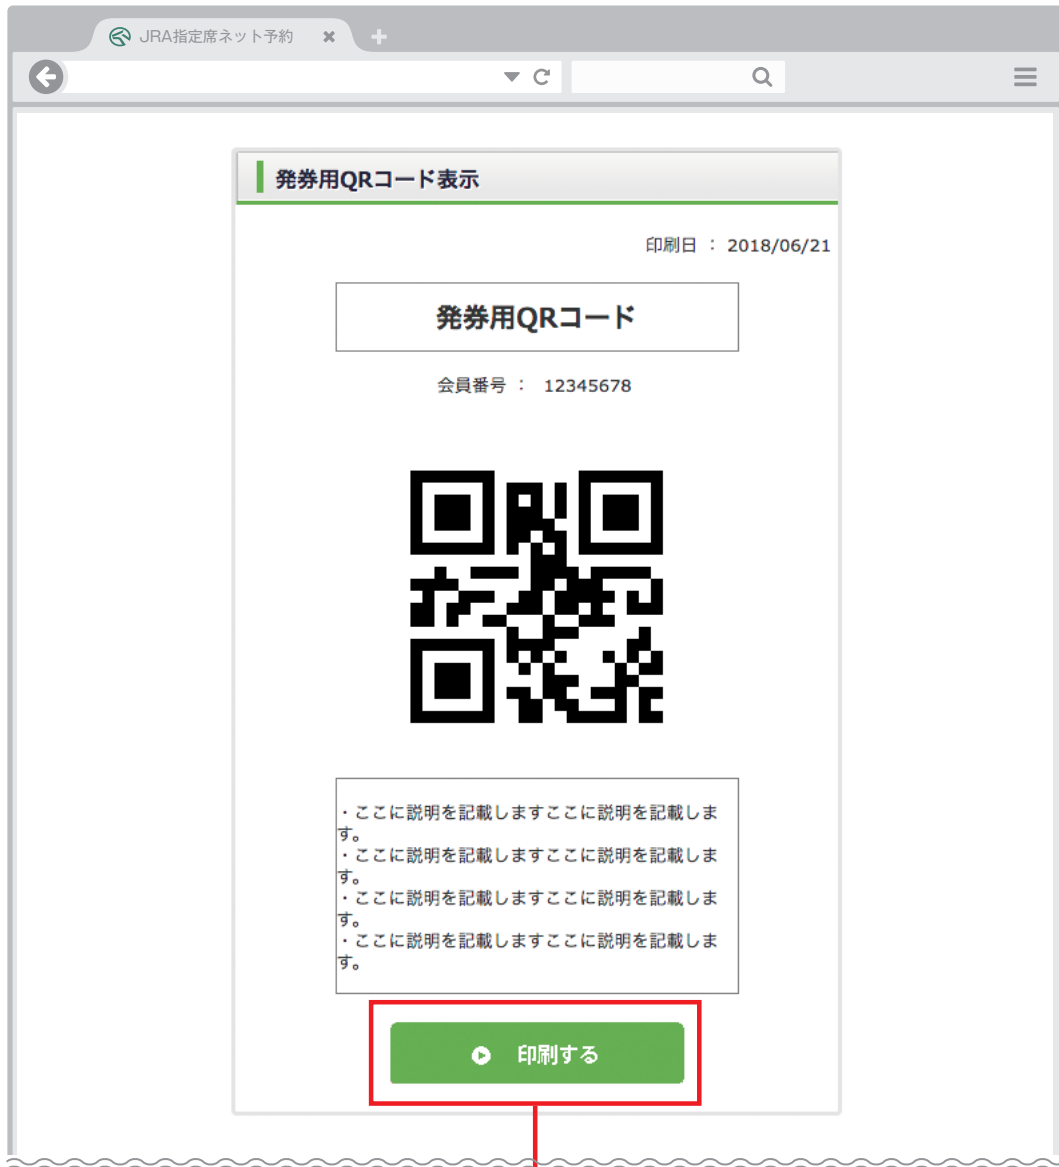 JRA指定席ネット予約
発券用QRコード表示
印刷日 ： 2018/06/21
発券用QRコード
会員番号 ： 12345678
・ここに説明を記載しますここに説明を記載しま
す。
・ここに説明を記載しますここに説明を記載しま
す。
・ここに説明を記載しますここに説明を記載しま
す。
・ここに説明を記載しますここに説明を記載しま
す。
印刷する